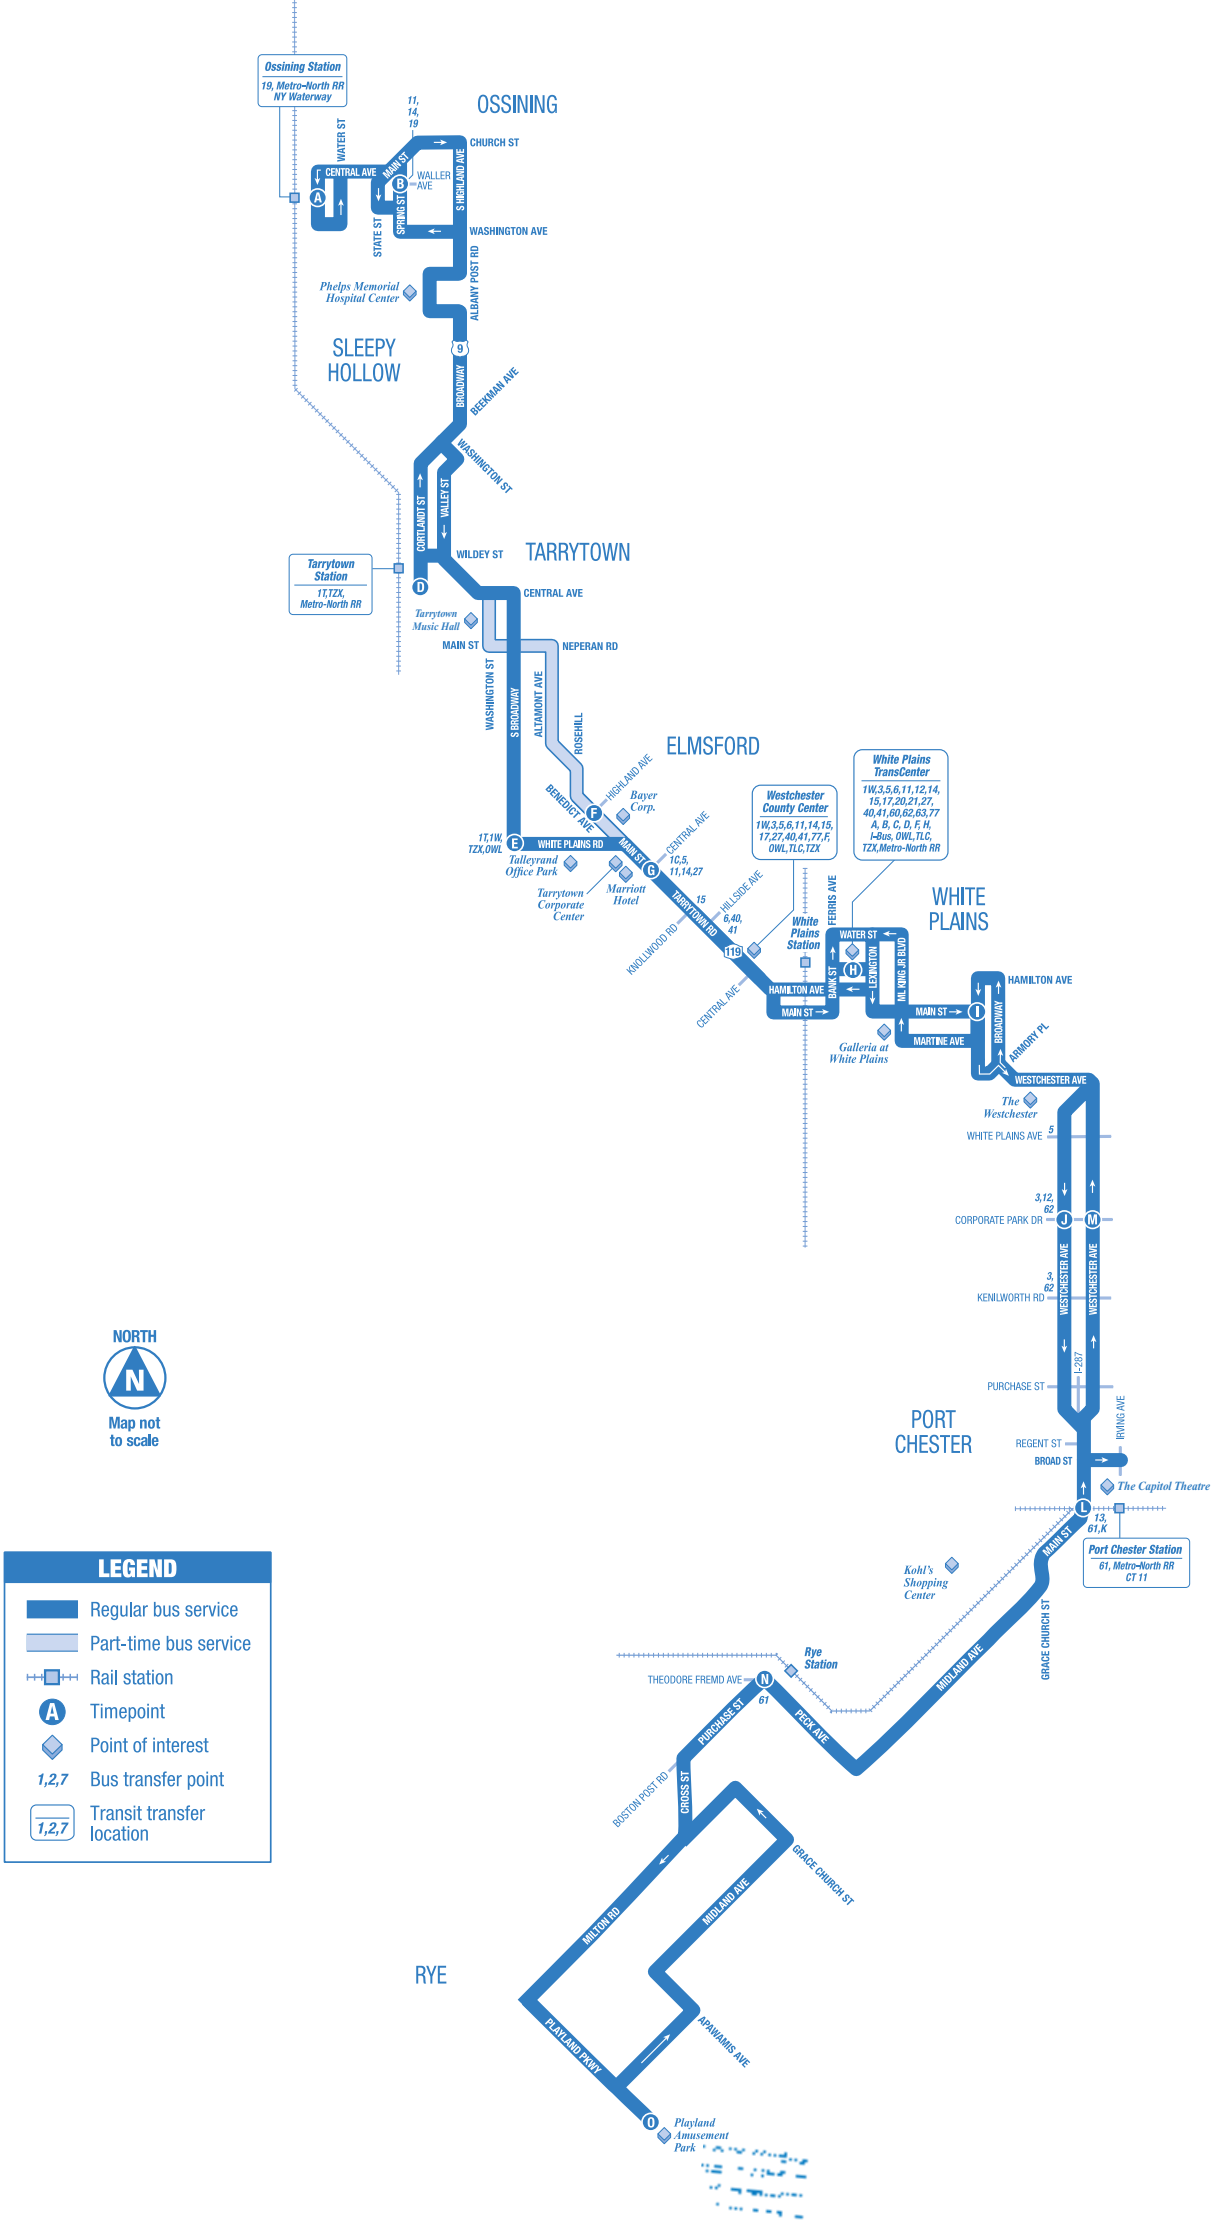 Ossining Station
19, Metro-North RR
NY Waterway
OSSINING
11,
14,
19
WATER ST
CHURCH ST
MAIN ST
CENTRAL AVE
WALLER
AVE
A
B
S HIGHLAND AVE
SPRING ST
STATE ST
WASHINGTON AVE
ALBANY POST RD
Phelps Memorial
Hospital Center
SLEEPY
HOLLOW
9
BROADWAY
BEEKMAN AVE
WASHINGTON ST
CORTLANDT ST
VALLEY ST
WILDEY ST
TARRYTOWN
Tarrytown
Station
1T,TZX,
Metro-North RR
D
CENTRAL AVE
Tarrytown
Music Hall
MAIN ST
NEPERAN RD
WASHINGTON ST
S BROADWAY
ALTAMONT AVE
ROSEHILL
ELMSFORD
HIGHLAND AVE
BENEDICT AVE
F
Bayer
Corp.
1T,1W,
TZX,OWL
E
WHITE PLAINS RD
MAIN ST
CENTRAL AVE
Talleyrand
Office Park
G
1C,5,
11,14,27
Tarrytown
Corporate
Center
Marriott
Hotel
Westchester
County Center
1W,3,5,6,11,14,15,
17,27,40,41,77,F,
OWL,TLC,TZX
White Plains
TransCenter
1W,3,5,6,11,12,14,
15,17,20,21,27,
40,41,60,62,63,77
A, B, C, D, F, H,
I-Bus, OWL,TLC,
TZX,Metro-North RR
15
HILLSIDE AVE
6,40,
41
TARRYTOWN RD
KNOLLWOOD RD
119
CENTRAL AVE
White
Plains
Station
FERRIS AVE
WHITE
PLAINS
WATER ST
H
BANK ST
LEXINGTON
ML KING JR BLVD
HAMILTON AVE
HAMILTON AVE
MAIN ST
MAIN ST
I
BROADWAY
MARTINE AVE
ARMORY PL
Galleria at
White Plains
WESTCHESTER AVE
The
Westchester
WHITE PLAINS AVE
5
3,12,
62
CORPORATE PARK DR
J
M
WESTCHESTER AVE
WESTCHESTER AVE
3,
62
KENILWORTH RD
I-287
PURCHASE ST
NORTH
N
Map not
to scale
PORT
CHESTER
IRVING AVE
REGENT ST
BROAD ST
The Capitol Theatre
L
13,
61,K
Port Chester Station
61, Metro-North RR
CT 11
MAIN ST
Kohl's
Shopping
Center
GRACE CHURCH ST
MIDLAND AVE
LEGEND
Regular bus service
Part-time bus service
Rail station
A Timepoint
Point of interest
1,2,7 Bus transfer point
1,2,7 Transit transfer
location
Rye
Station
THEODORE FREMD AVE
N
61
PURCHASE ST
PECK AVE
BOSTON POST RD
CROSS ST
GRACE CHURCH ST
MIDLAND AVE
MILTON RD
RYE
PLAYLAND PKWY
APAWAMIS AVE
O
Playland
Amusement
Park